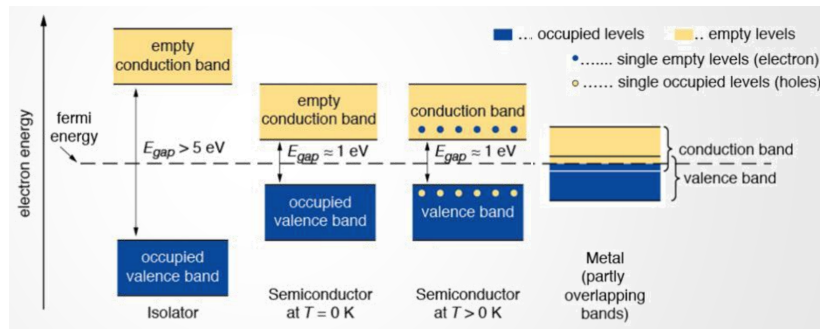 electron energy
fermi
energy
empty
conduction band
E_gap > 5 eV
occupied
valence band
Isolator
empty
conduction band
E_gap ≈ 1 eV
occupied
valence band
Semiconductor
at T = 0 K
conduction band
E_gap ≈ 1 eV
valence band
Semiconductor
at T > 0 K
... occupied levels
.. empty levels
....... single empty levels (electron)
...... single occupied levels (holes)
conduction band
valence band
Metal
(partly
overlapping
bands)